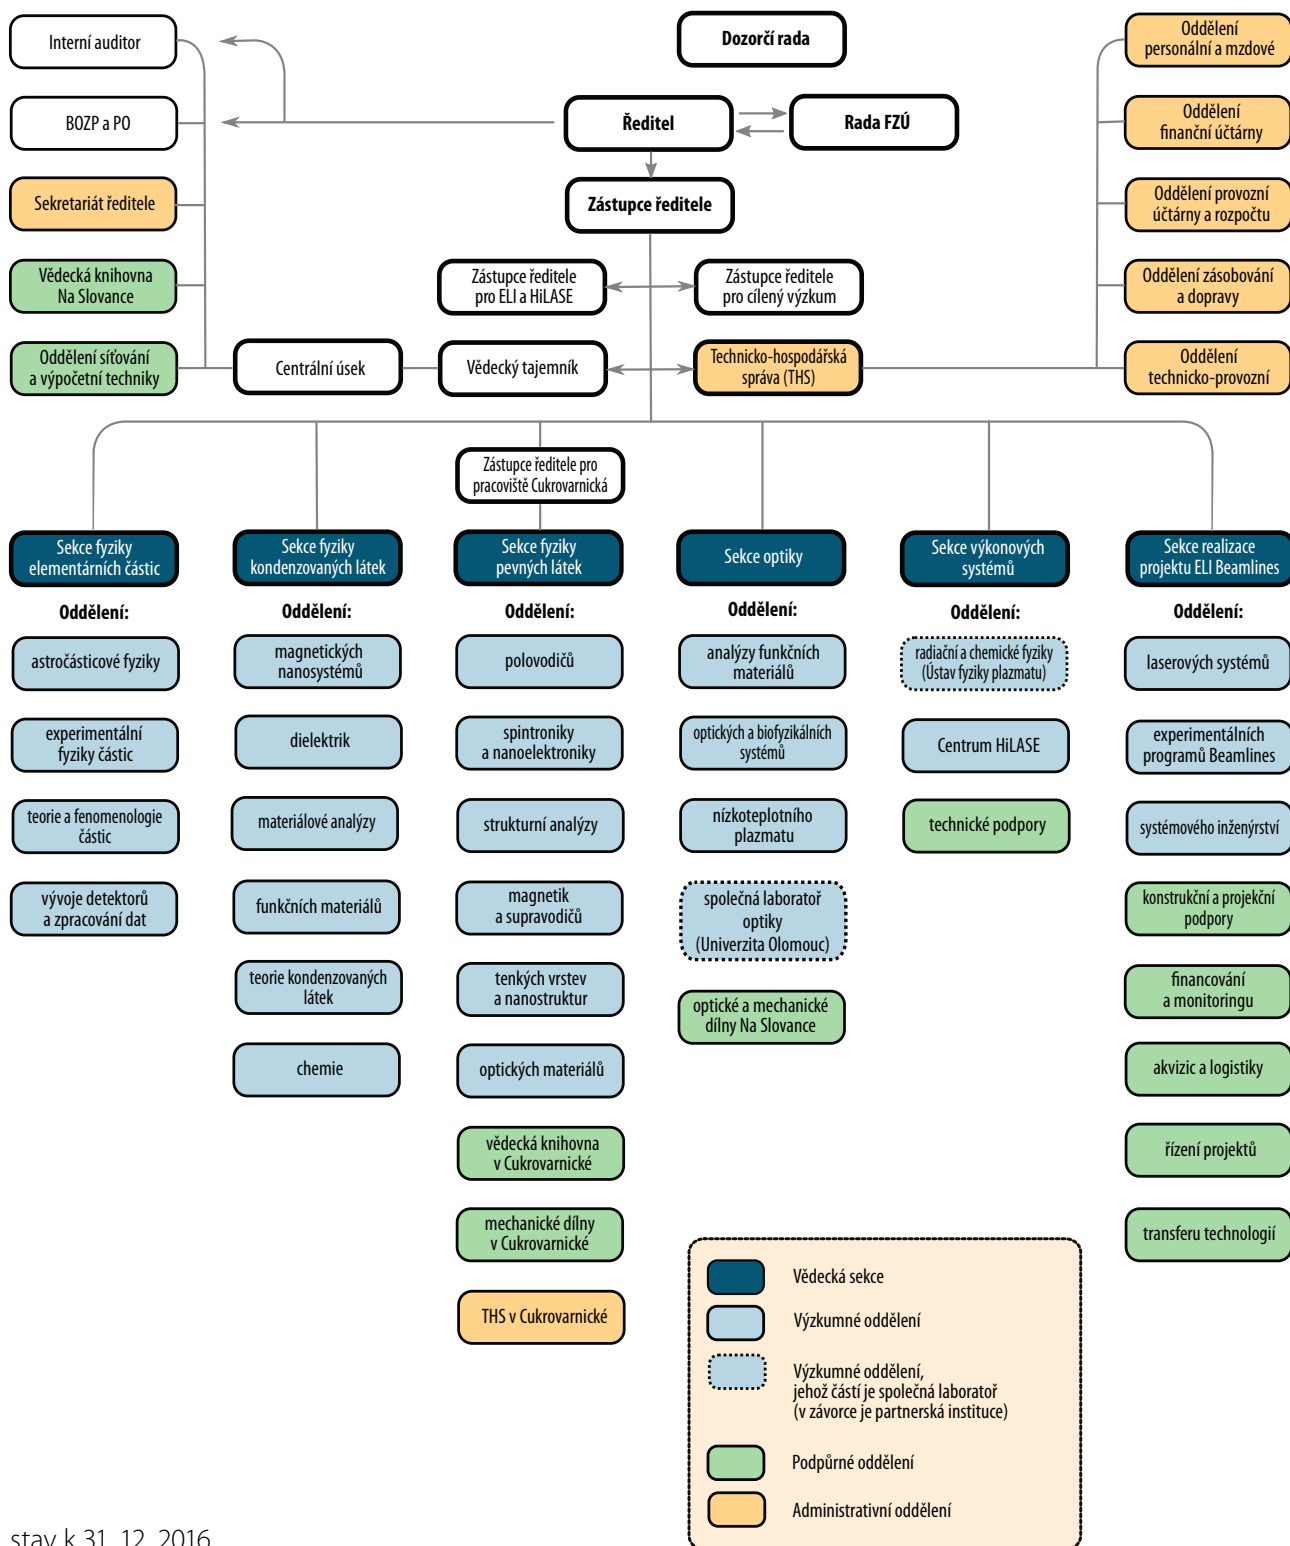 Interní auditor
Dozorčí rada
Oddělení
personální a mzdové
BOZP a PO
Ředitel
Rada FZÚ
Oddělení
finanční účtárny
Sekretariát ředitele
Zástupce ředitele
Oddělení provozní
účtárny a rozpočtu
Vědecká knihovna
Na Slovance
Zástupce ředitele
pro ELI a HiLASE
Zástupce ředitele
pro cílený výzkum
Oddělení zásobování
a dopravy
Oddělení síťování
a výpočetní techniky
Centrální úsek
Vědecký tajemník
Technicko-hospodářská
správa (THS)
Oddělení
technicko-provozní
Zástupce ředitele pro
pracoviště Cukrovarnická
Sekce fyziky
elementárních částic
Sekce fyziky
kondenzovaných látek
Sekce fyziky
pevných látek
Sekce optiky
Sekce výkonových
systémů
Sekce realizace
projektu ELI Beamlines
Oddělení:
Oddělení:
Oddělení:
Oddělení:
Oddělení:
Oddělení:
astročásticové fyziky
experimentální
fyziky částic
teorie a fenomenologie
částic
vývoje detektorů
a zpracování dat
magnetických
nanosystémů
dielektrik
materiálové analýzy
funkčních materiálů
teorie kondenzovaných
látek
chemie
polovodičů
spintroniky
a nanoelektroniky
strukturní analýzy
magnetik
a supravodičů
tenkých vrstev
a nanostruktur
optických materiálů
vědecká knihovna
v Cukrovarnické
mechanické dílny
v Cukrovarnické
THS v Cukrovarnické
analýzy funkčních
materiálů
optických a biofyzikálních
systémů
nízkoteplotního
plazmatu
společná laboratoř
optiky
(Univerzita Olomouc)
optické a mechanické
dílny Na Slovance
radiační a chemické fyziky
(Ústav fyziky plazmatu)
Centrum HiLASE
technické podpory
laserových systémů
experimentálních
programů Beamlines
systémového inženýrství
konstrukční a projekční
podpory
financování
a monitoringu
akvizic a logistiky
řízení projektů
transferu technologií
Vědecká sekce
Výzkumné oddělení
Výzkumné oddělení,
jehož částí je společná laboratoř
(v závorce je partnerská instituce)
Podpůrné oddělení
Administrativní oddělení
stav k 31. 12. 2016